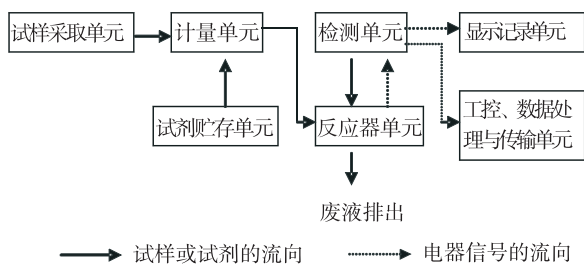 试样采取单元
计量单元
检测单元
显示记录单元
试剂贮存单元
反应器单元
工控、数据处
理与传输单元
废液排出
试样或试剂的流向
电器信号的流向